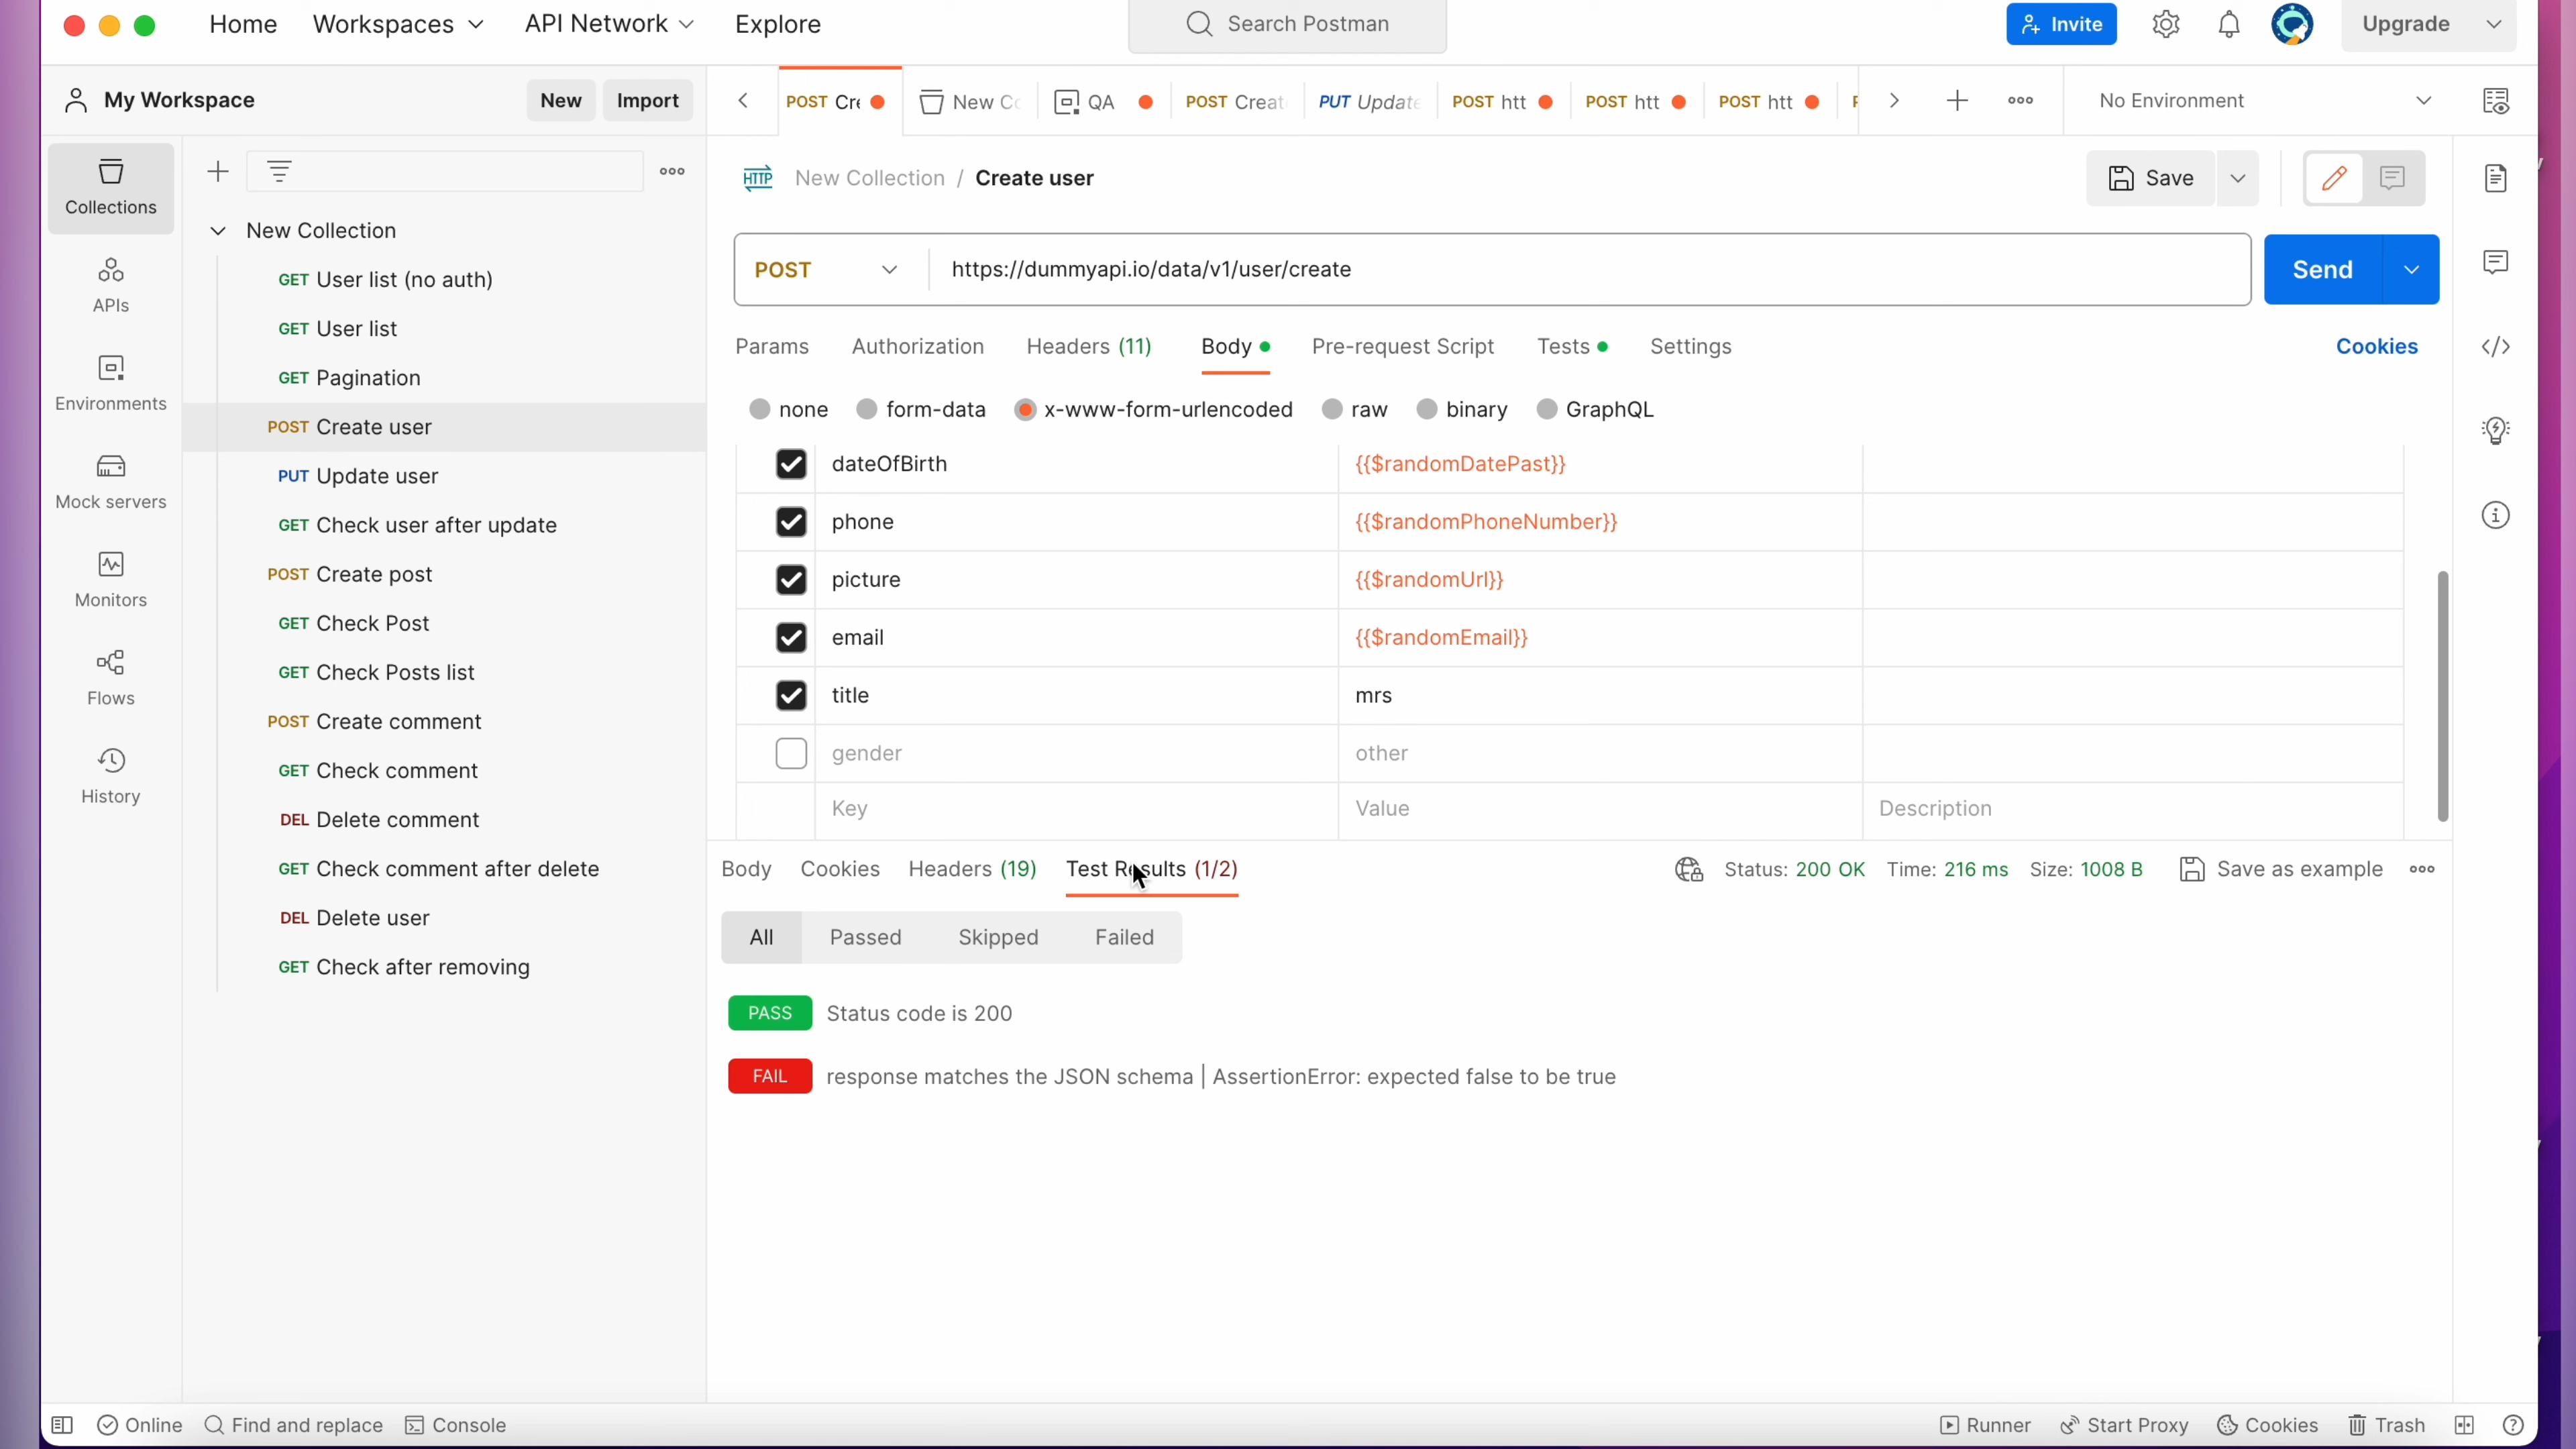 Home Workspaces API Network Explore Search Postman Invite Upgrade
My Workspace New Import POST Cre New Co QA POST Creat PUT Update POST htt POST htt POST htt No Environment
Collections
APIs
Environments
Mock servers
Monitors
Flows
History
New Collection
GET User list (no auth)
GET User list
GET Pagination
POST Create user
PUT Update user
GET Check user after update
POST Create post
GET Check Post
GET Check Posts list
POST Create comment
GET Check comment
DEL Delete comment
GET Check comment after delete
DEL Delete user
GET Check after removing
HTTP New Collection / Create user Save
POST https://dummyapi.io/data/v1/user/create Send
Params Authorization Headers (11) Body Pre-request Script Tests Settings Cookies
none form-data x-www-form-urlencoded raw binary GraphQL
dateOfBirth {{$randomDatePast}}
phone {{$randomPhoneNumber}}
picture {{$randomUrl}}
email {{$randomEmail}}
title mrs
gender other
Key Value Description
Body Cookies Headers (19) Test Results (1/2) Status: 200 OK Time: 216 ms Size: 1008 B Save as example
All Passed Skipped Failed
PASS Status code is 200
FAIL response matches the JSON schema | AssertionError: expected false to be true
Online Find and replace Console Runner Start Proxy Cookies Trash